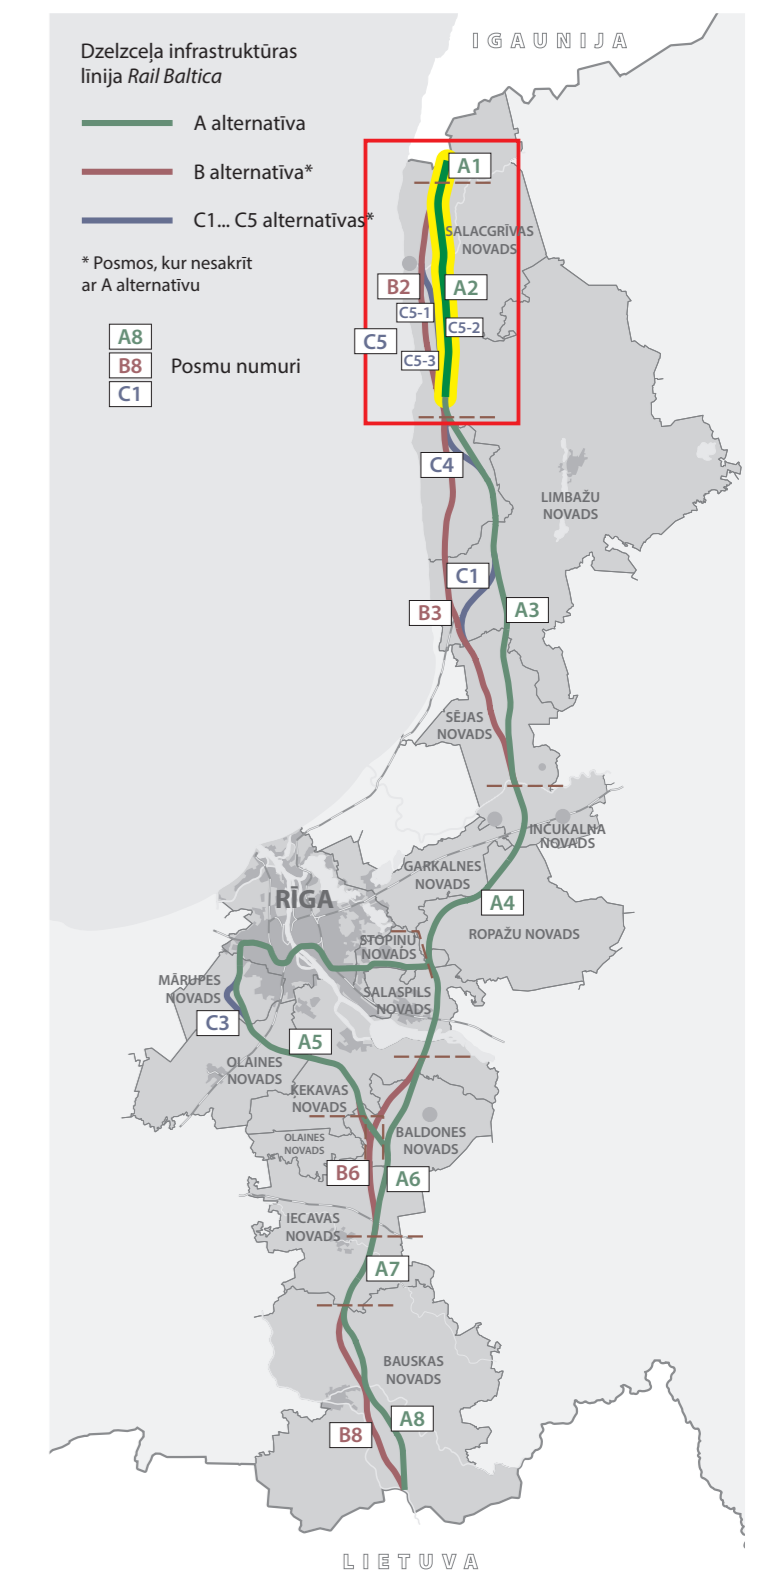 IGAUNIJA
Dzelzceļa infrastruktūras
līnija Rail Baltica
A alternatīva
B alternatīva*
C1... C5 alternatīvas*
* Posmos, kur nesakrīt
ar A alternatīvu
A8
B8
C1
Posmu numuri
A1
SALACGRĪVAS
NOVADS
B2
A2
C5-1
C5-2
C5
C5-3
C4
LIMBAŽU
NOVADS
C1
B3
A3
SĒJAS
NOVADS
INČUKALNA
NOVADS
GARKALNES
NOVADS
RĪGA
A4
ROPAŽU NOVADS
STOPIŅU
NOVADS
MĀRUPES
NOVADS
SALASPILS
NOVADS
C3
A5
OLAINES
NOVADS
ĶEKAVAS
NOVADS
OLAINES
NOVADS
BALDONES
NOVADS
B6
A6
IECAVAS
NOVADS
A7
BAUSKAS
NOVADS
A8
B8
LIETUVA